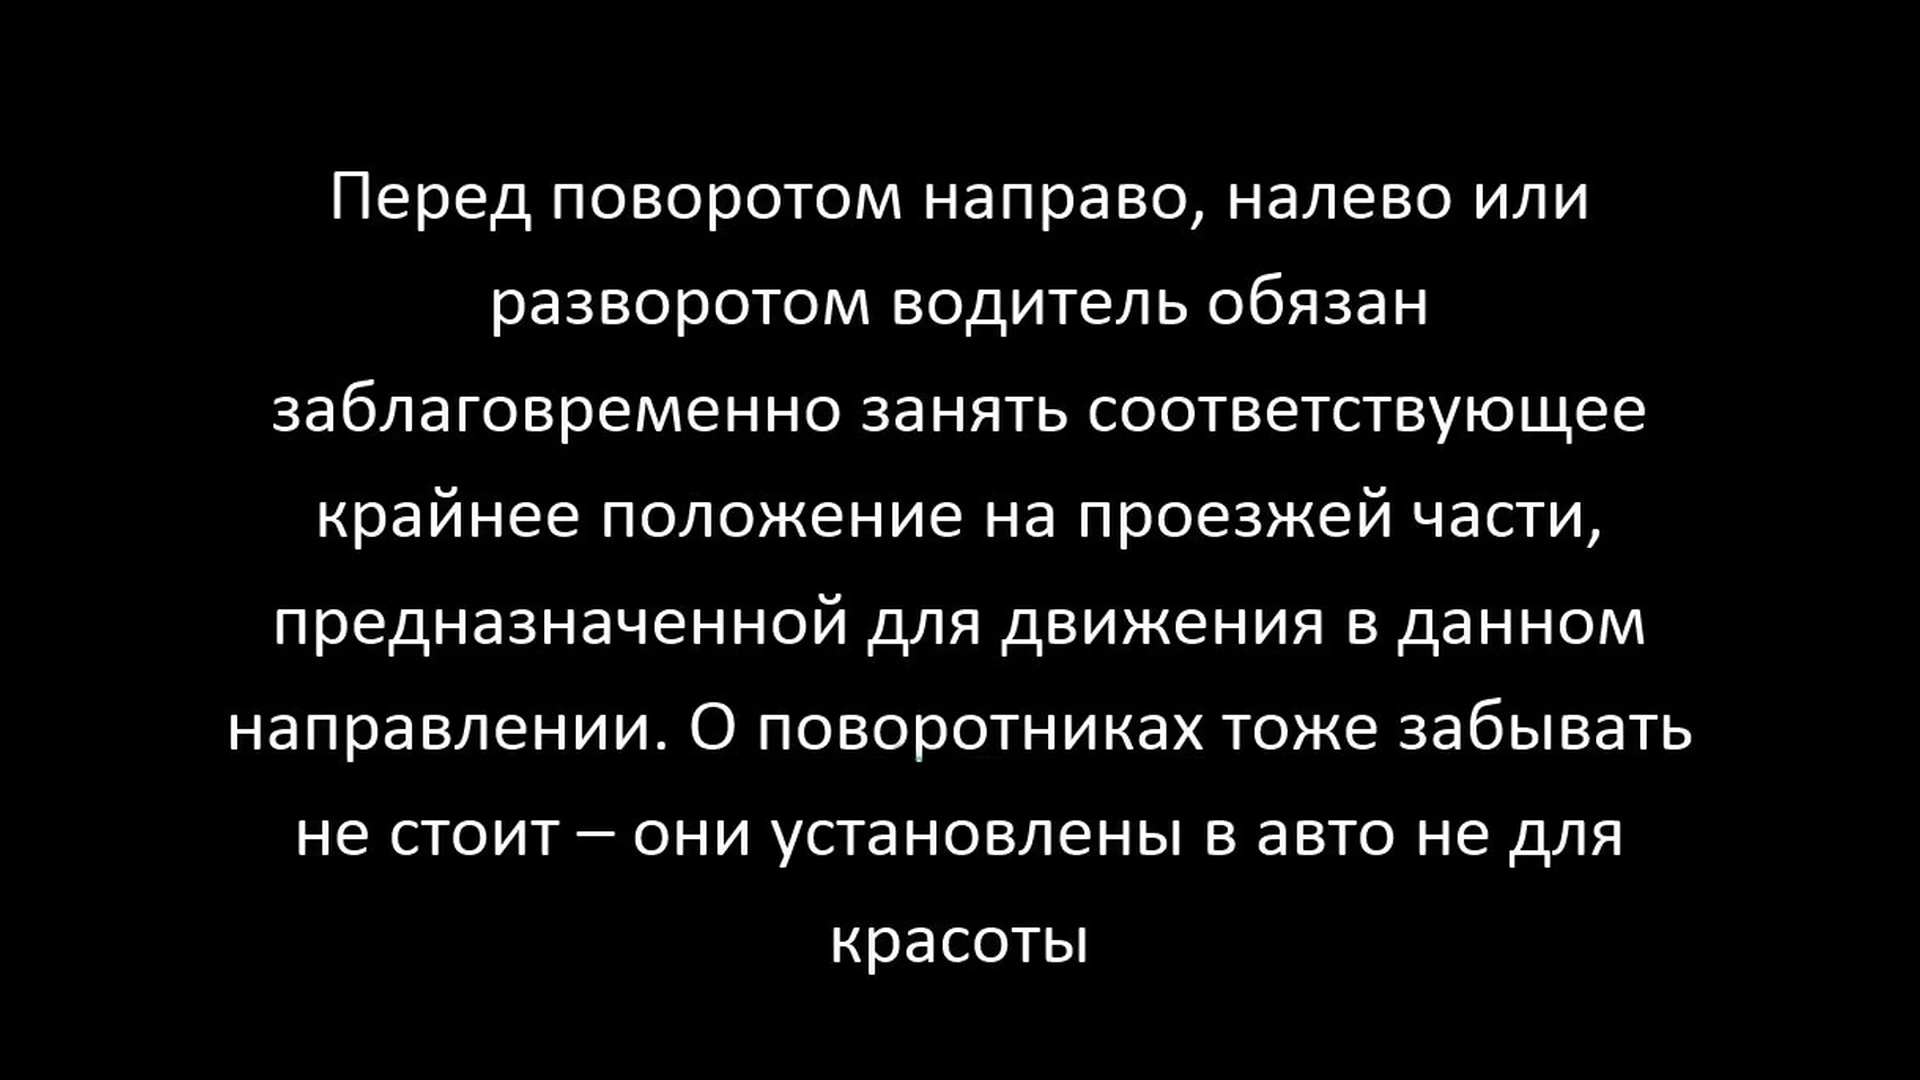 Перед поворотом направо, налево или
разворотом водитель обязан
заблаговременно занять соответствующее
крайнее положение на проезжей части,
предназначенной для движения в данном
направлении. О поворотниках тоже забывать
не стоит – они установлены в авто не для
красоты